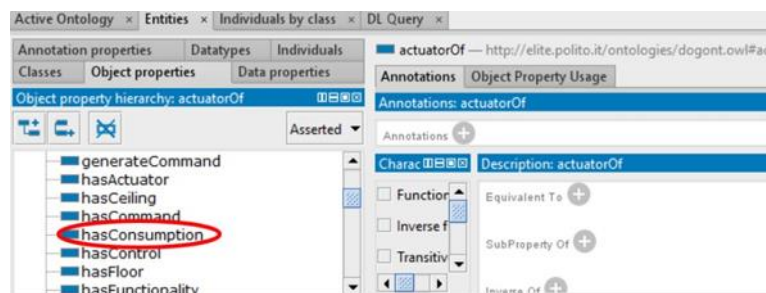 Active Ontology × Entities × Individuals by class × DL Query ×
Annotation properties Datatypes Individuals
Classes Object properties Data properties
Object property hierarchy: actuatorOf
Asserted
generateCommand
hasActuator
hasCeiling
hasCommand
hasConsumption
hasControl
hasFloor
hasFunctionality
actuatorOf — http://elite.polito.it/ontologies/dogont.owl#a
Annotations Object Property Usage
Annotations: actuatorOf
Annotations
Charac Description: actuatorOf
Function
Inverse f
Transitiv
Equivalent To
SubProperty Of
Inverse Of